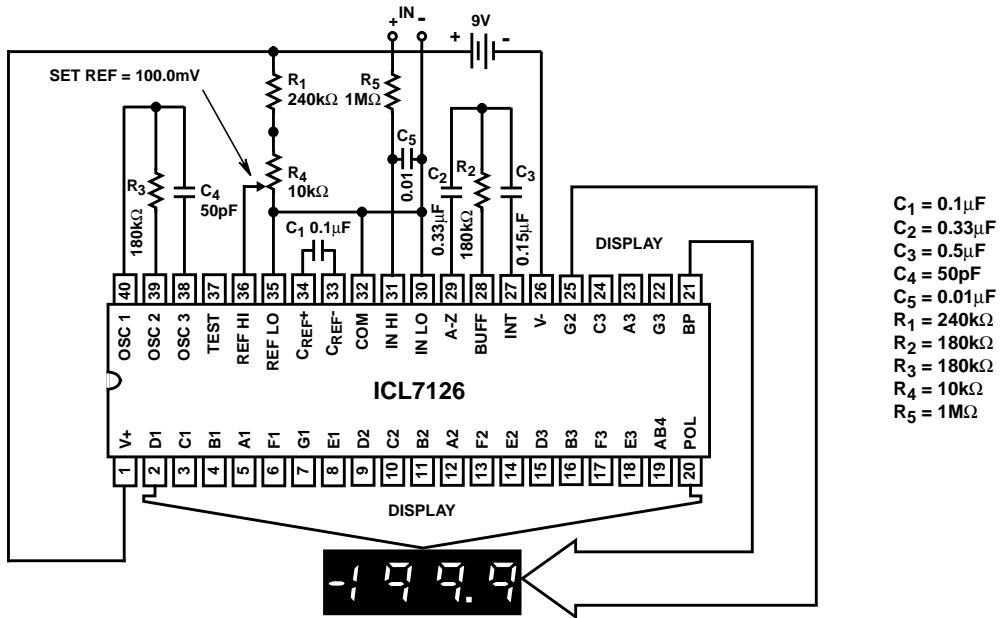 IN
+ -
9V
+ -
SET REF = 100.0mV
R1
240kΩ
R5
1MΩ
R3
180kΩ
C4
50pF
R4
10kΩ
C5
0.01
C1 0.1μF
C2
0.33μF
R2
180kΩ
C3
0.15μF
DISPLAY
40 39 38 37 36 35 34 33 32 31 30 29 28 27 26 25 24 23 22 21
OSC 1
OSC 2
OSC 3
TEST
REF HI
REF LO
CREF+
CREF-
COM
IN HI
IN LO
A-Z
BUFF
INT
V-
G2
C3
A3
G3
BP
ICL7126
V+
D1
C1
B1
A1
F1
G1
E1
D2
C2
B2
A2
F2
E2
D3
B3
F3
E3
AB4
POL
1 2 3 4 5 6 7 8 9 10 11 12 13 14 15 16 17 18 19 20
DISPLAY
-199.9
C1 = 0.1μF
C2 = 0.33μF
C3 = 0.5μF
C4 = 50pF
C5 = 0.01μF
R1 = 240kΩ
R2 = 180kΩ
R3 = 180kΩ
R4 = 10kΩ
R5 = 1MΩ